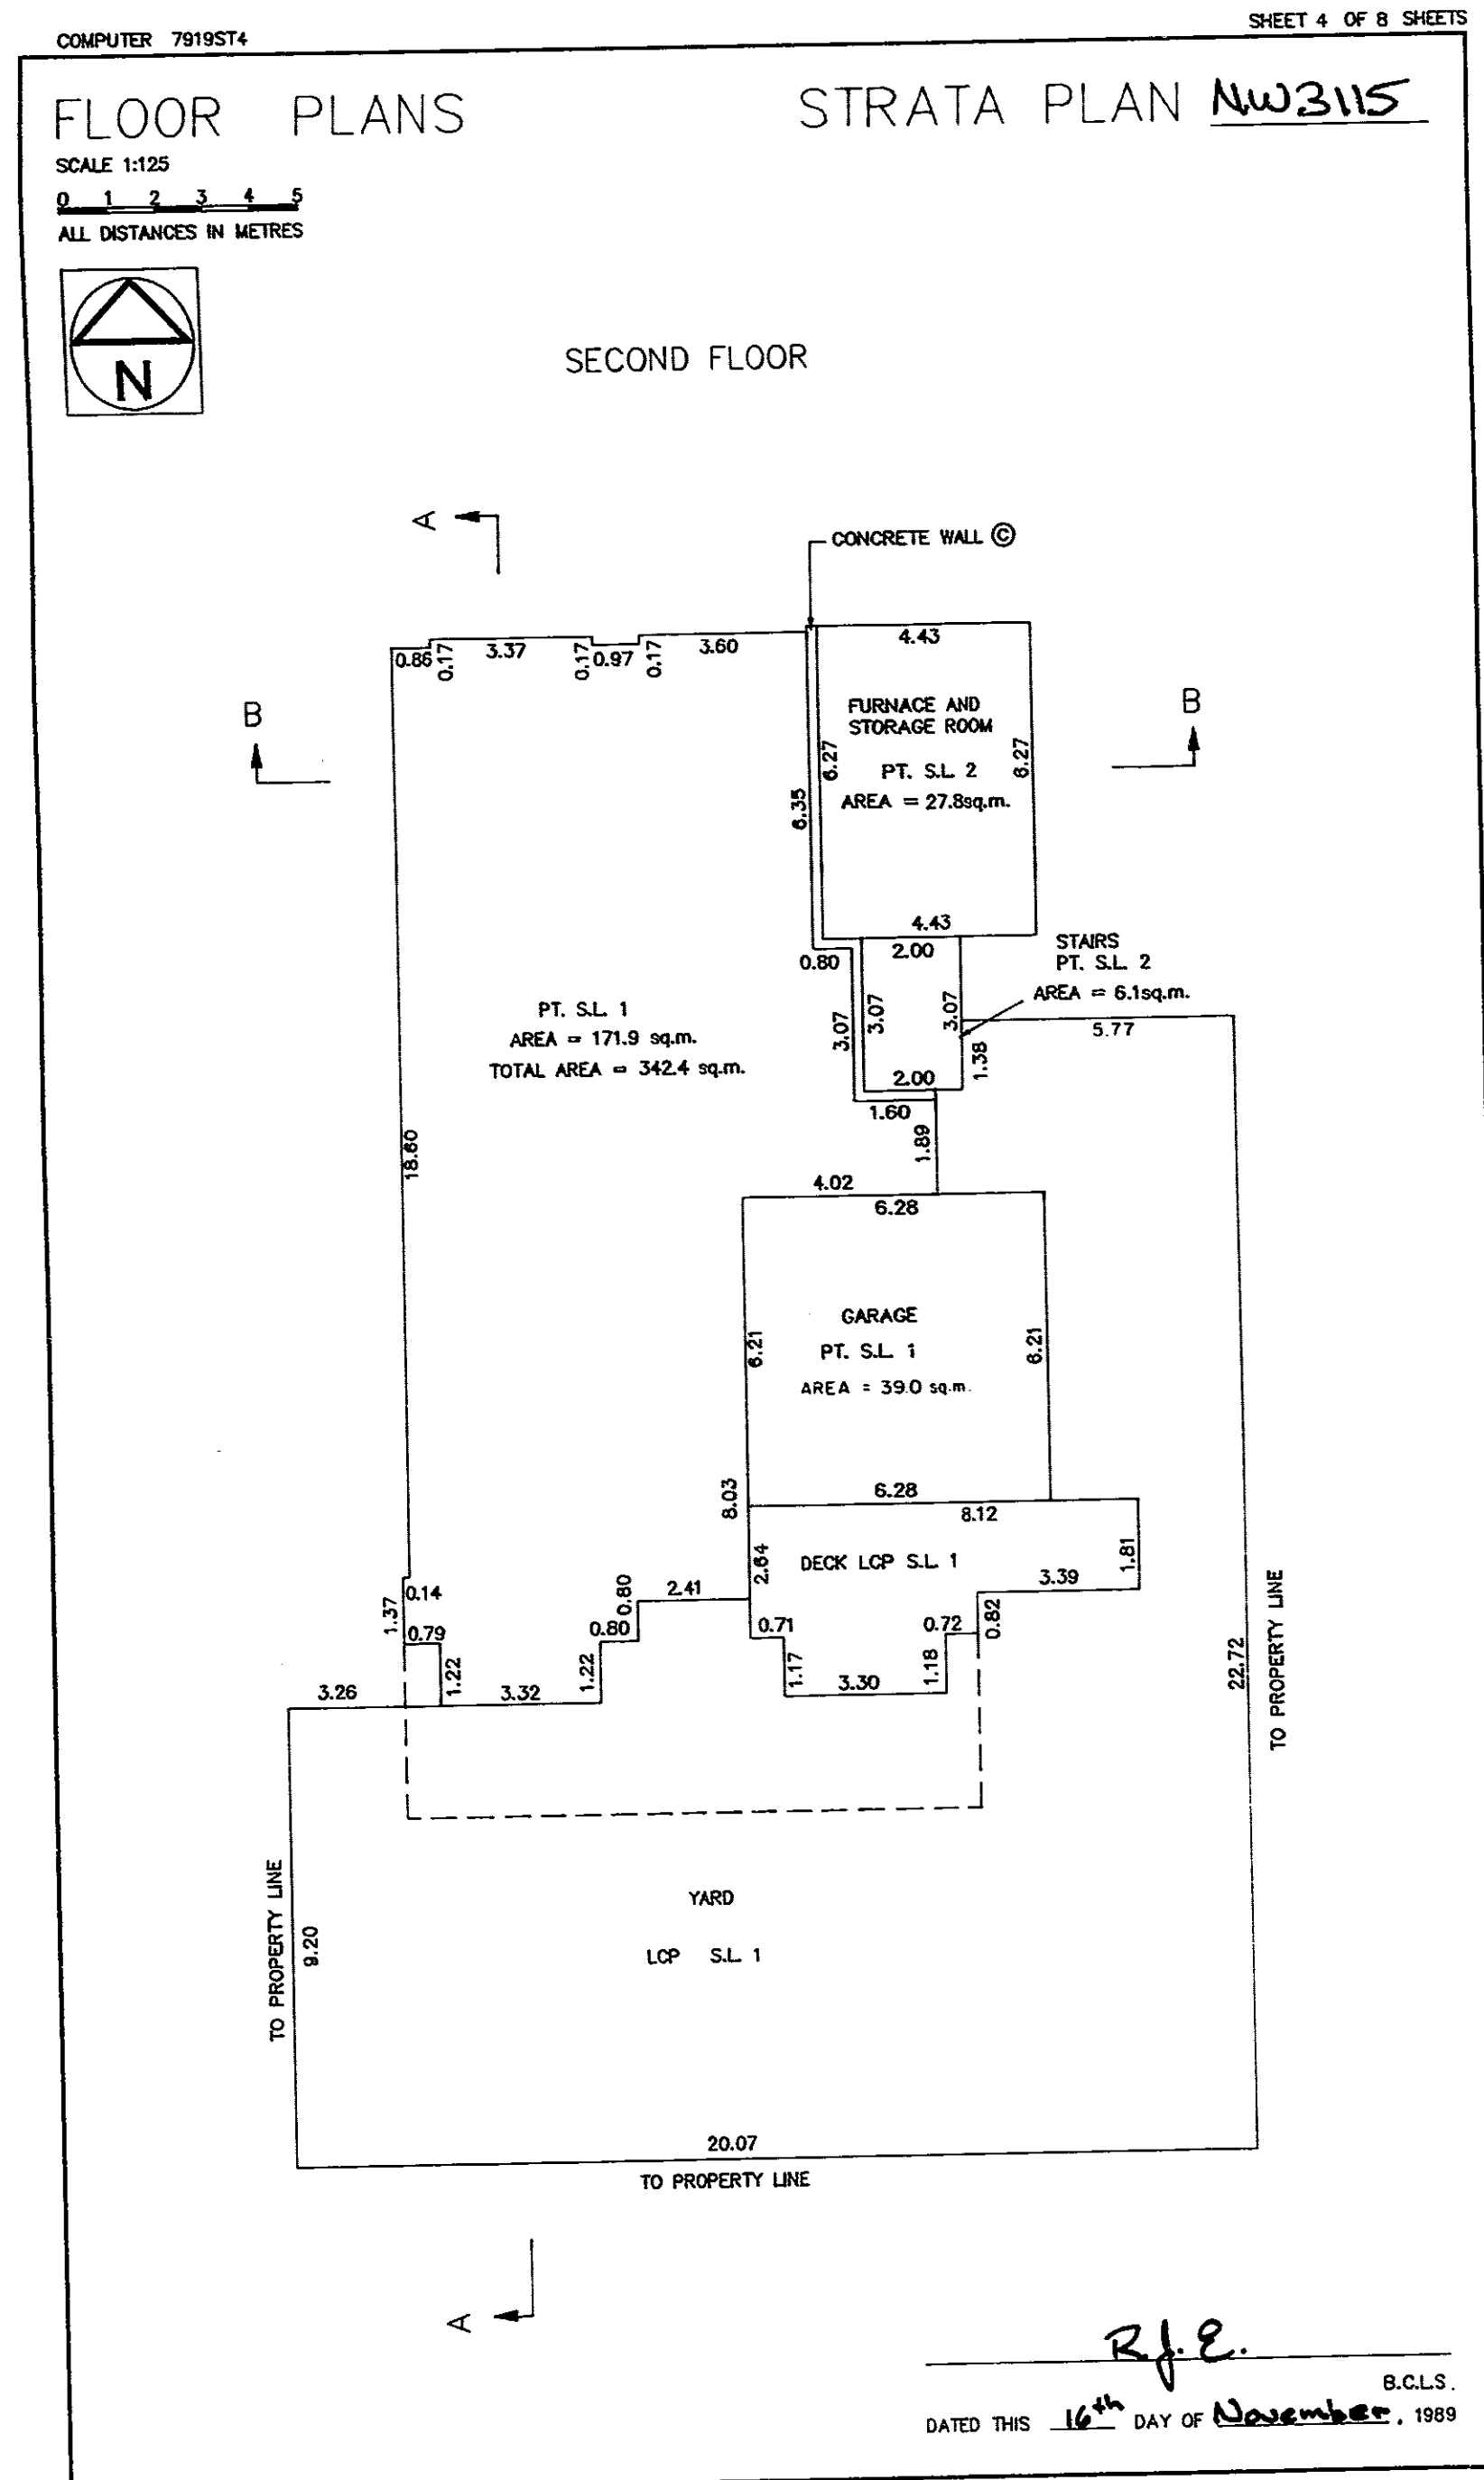 COMPUTER 7919ST4
SHEET 4 OF 8 SHEETS
FLOOR PLANS
STRATA PLAN NW3115
SCALE 1:125
0 1 2 3 4 5
ALL DISTANCES IN METRES
N
SECOND FLOOR
A
CONCRETE WALL ©
0.86
0.17
3.37
0.17
0.97
0.17
3.60
4.43
B
B
FURNACE AND
STORAGE ROOM
PT. S.L. 2
AREA = 27.8sq.m.
6.27
6.27
6.35
4.43
2.00
0.80
STAIRS
PT. S.L. 2
AREA = 6.1sq.m.
3.07
3.07
3.07
5.77
1.38
PT. S.L. 1
AREA = 171.9 sq.m.
TOTAL AREA = 342.4 sq.m.
2.00
1.60
1.89
18.60
4.02
6.28
GARAGE
PT. S.L. 1
AREA = 39.0 sq.m.
6.21
6.21
6.28
8.03
8.12
DECK LCP S.L. 1
2.64
1.81
3.39
0.14
1.37
0.79
1.22
0.80
2.41
0.80
1.22
0.71
1.17
0.72
0.82
1.18
3.30
3.26
3.32
22.72
TO PROPERTY LINE
YARD
LCP S.L. 1
TO PROPERTY LINE
9.20
20.07
TO PROPERTY LINE
A
R.J.E.
B.C.L.S.
DATED THIS 16th DAY OF November, 1989